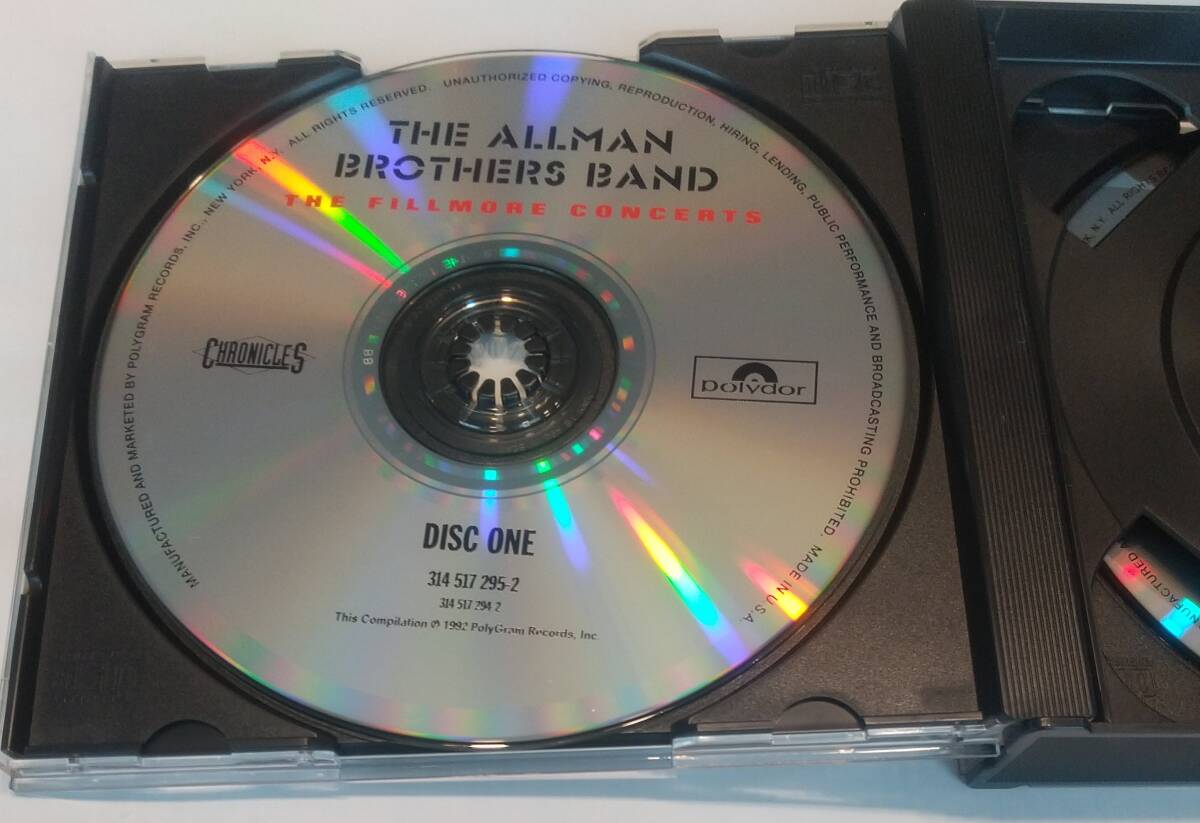 THE ALLMAN
BROTHERS BAND
THE FILLMORE CONCERTS
CHRONICLES
polydor
DISC ONE
314 517 295-2
314 517 294 2
This Compilation ℗ 1992 PolyGram Records, Inc.
MANUFACTURED AND MARKETED BY POLYGRAM RECORDS, INC., NEW YORK, N.Y. ALL RIGHTS RESERVED. UNAUTHORIZED COPYING, REPRODUCTION, HIRING, LENDING, PUBLIC PERFORMANCE AND BROADCASTING PROHIBITED. MADE IN U.S.A.
N.Y. ALL RIGHTS